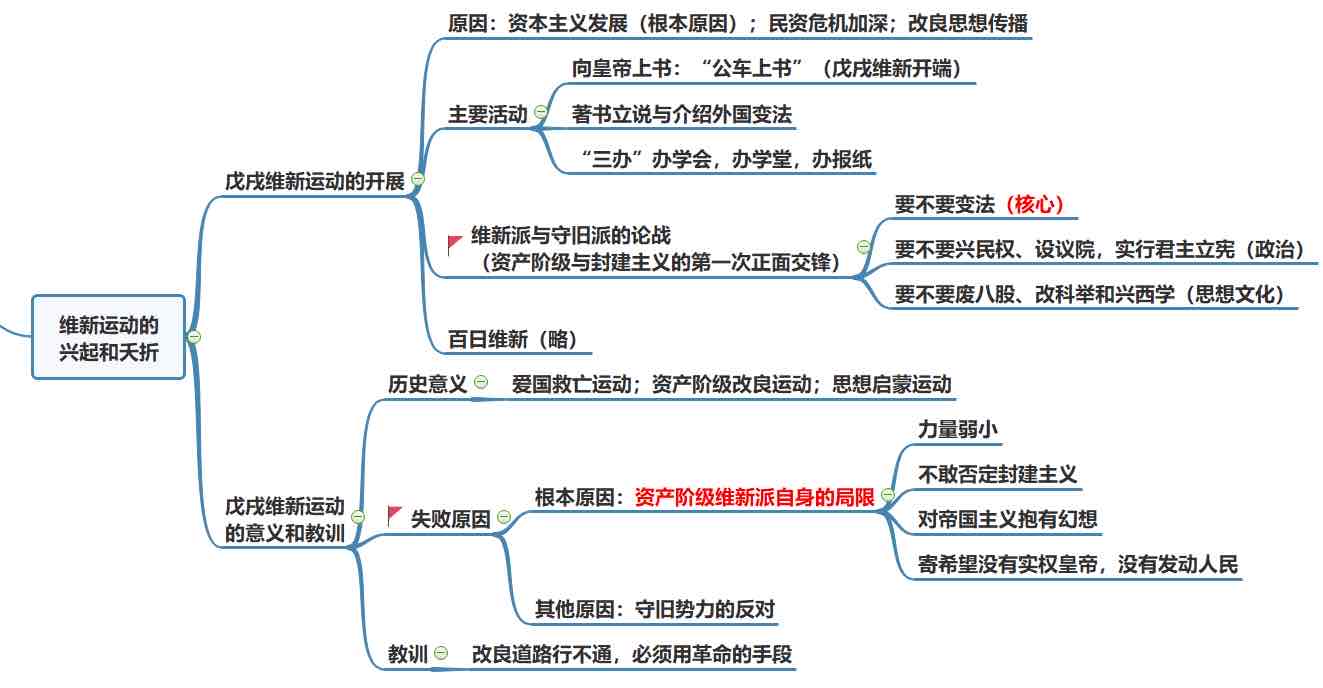 维新运动的
兴起和夭折
戊戌维新运动的开展
原因：资本主义发展（根本原因）；民资危机加深；改良思想传播
主要活动
向皇帝上书：“公车上书”（戊戌维新开端）
著书立说与介绍外国变法
“三办”办学会，办学堂，办报纸
维新派与守旧派的论战
（资产阶级与封建主义的第一次正面交锋）
要不要变法（核心）
要不要兴民权、设议院，实行君主立宪（政治）
要不要废八股、改科举和兴西学（思想文化）
百日维新（略）
戊戌维新运动
的意义和教训
历史意义
爱国救亡运动；资产阶级改良运动；思想启蒙运动
失败原因
根本原因：资产阶级维新派自身的局限
力量弱小
不敢否定封建主义
对帝国主义抱有幻想
寄希望没有实权皇帝，没有发动人民
其他原因：守旧势力的反对
教训
改良道路行不通，必须用革命的手段